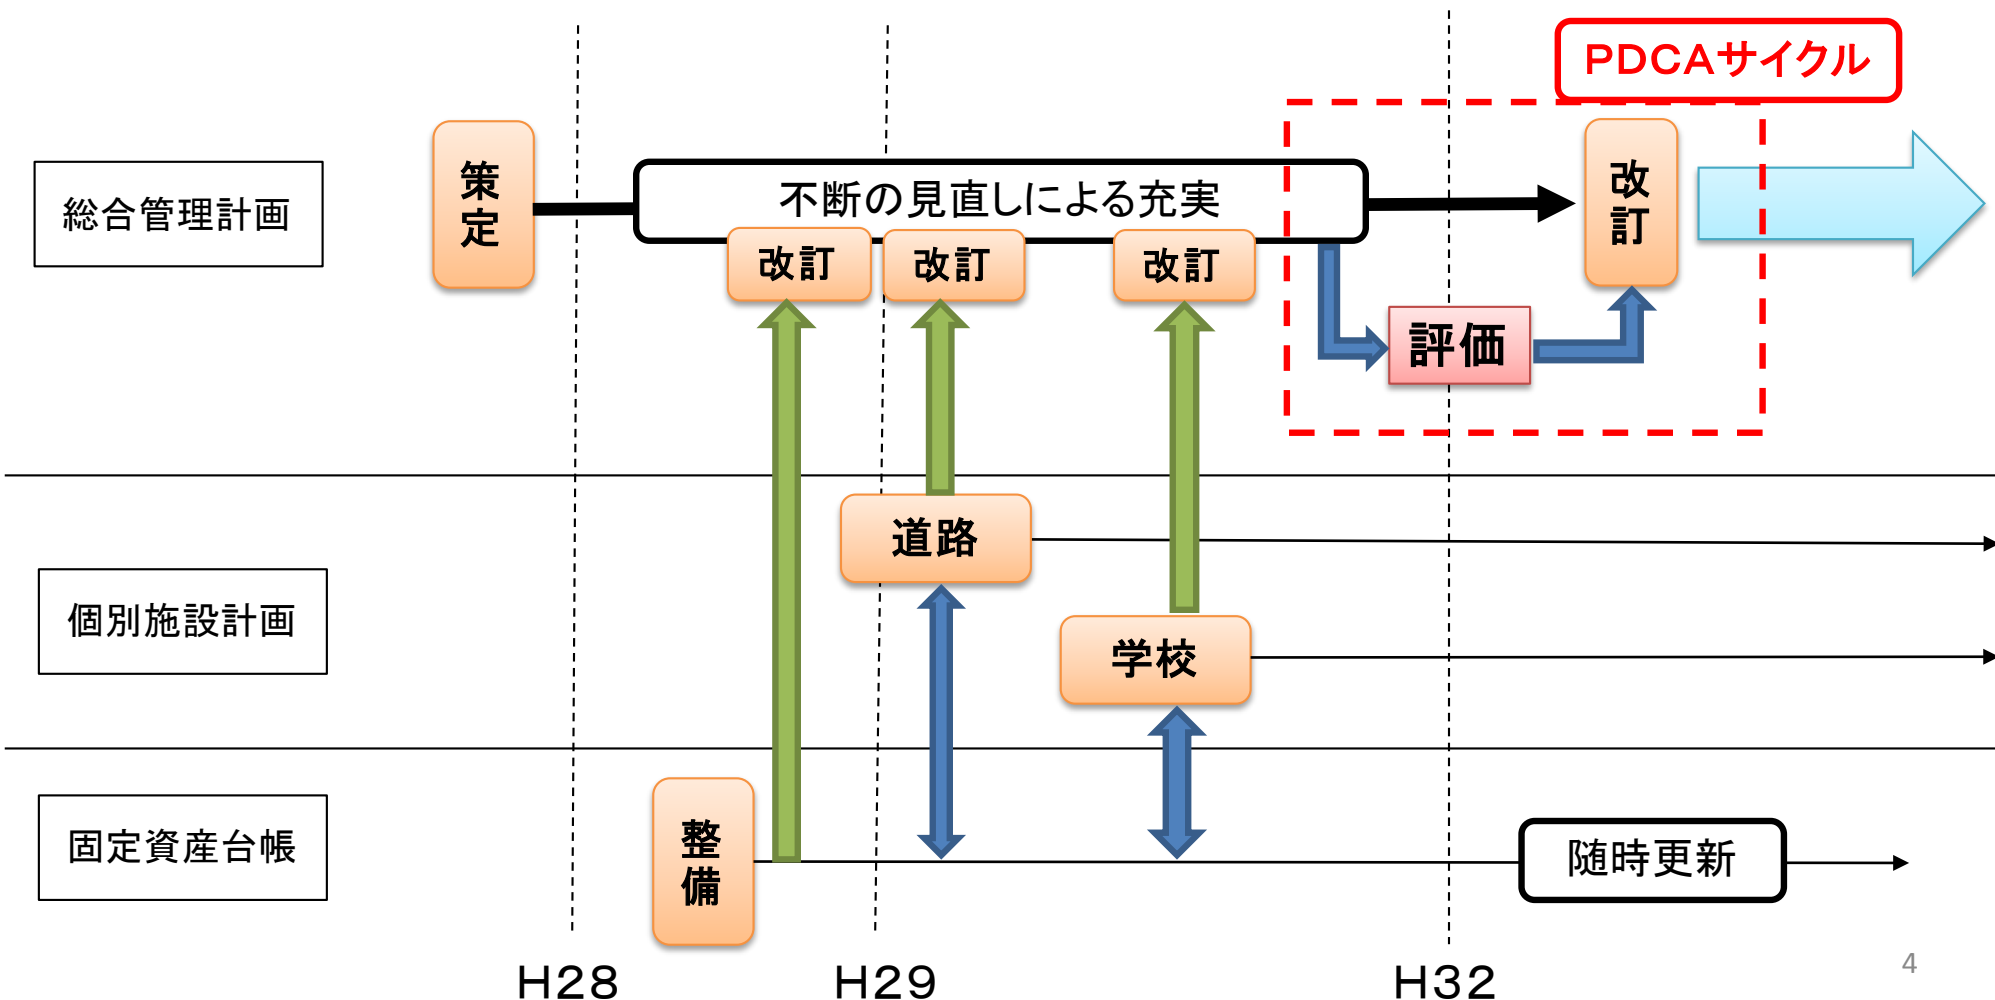 PDCAサイクル
総合管理計画
策定
不断の見直しによる充実
改訂
改訂
改訂
改訂
評価
個別施設計画
道路
学校
固定資産台帳
整備
随時更新
H28
H29
H32
4